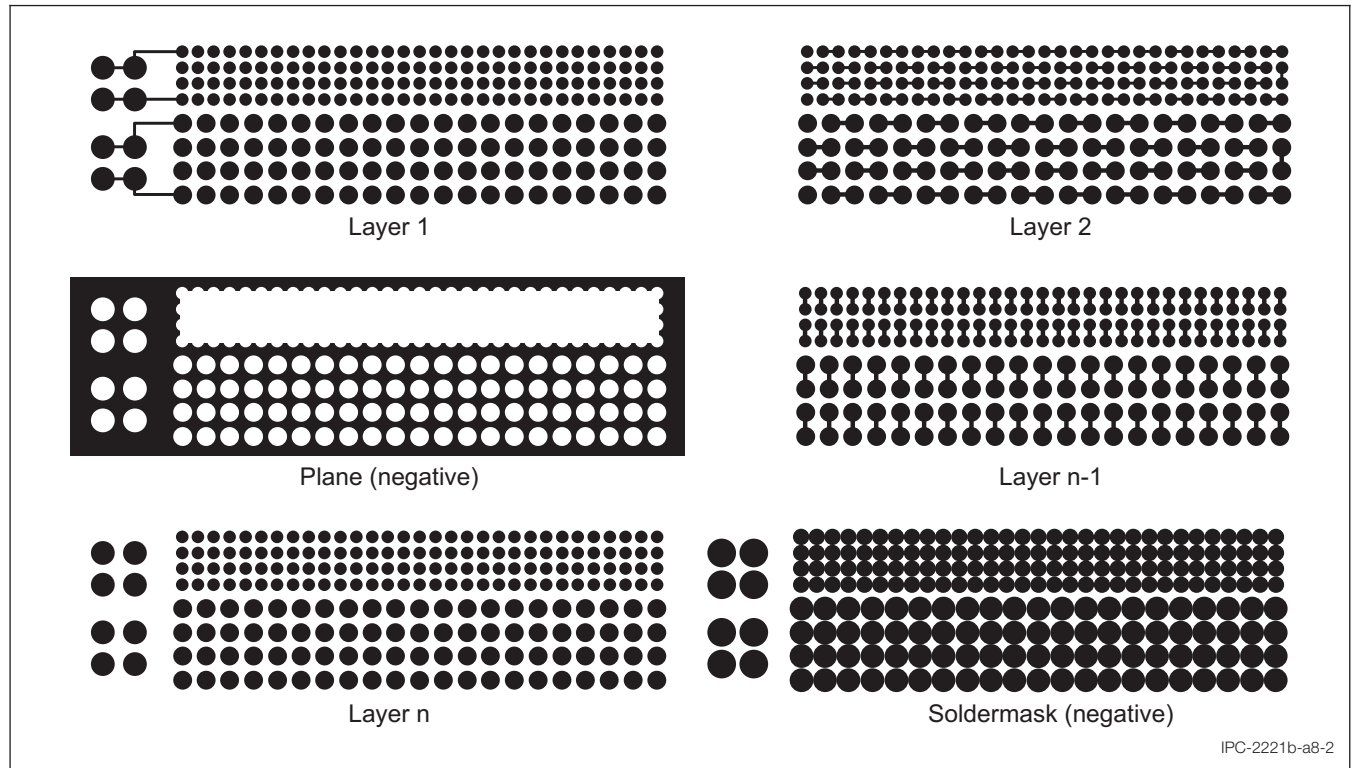 Layer 1
Layer 2
Plane (negative)
Layer n-1
Layer n
Soldermask (negative)
IPC-2221b-a8-2